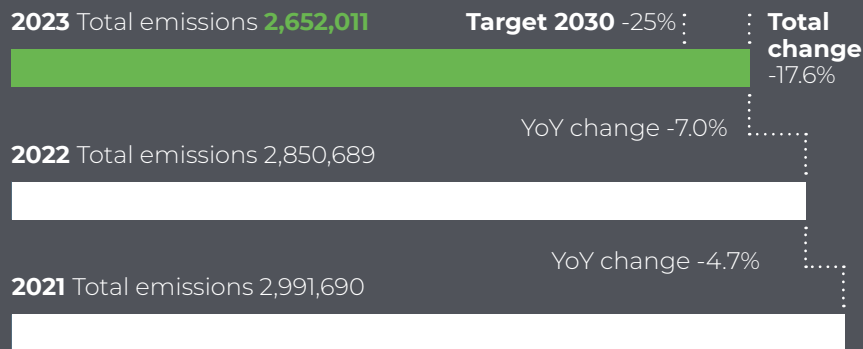 2023 Total emissions 2,652,011
Target 2030 -25%
Total
change
-17.6%
YoY change -7.0%
2022 Total emissions 2,850,689
YoY change -4.7%
2021 Total emissions 2,991,690